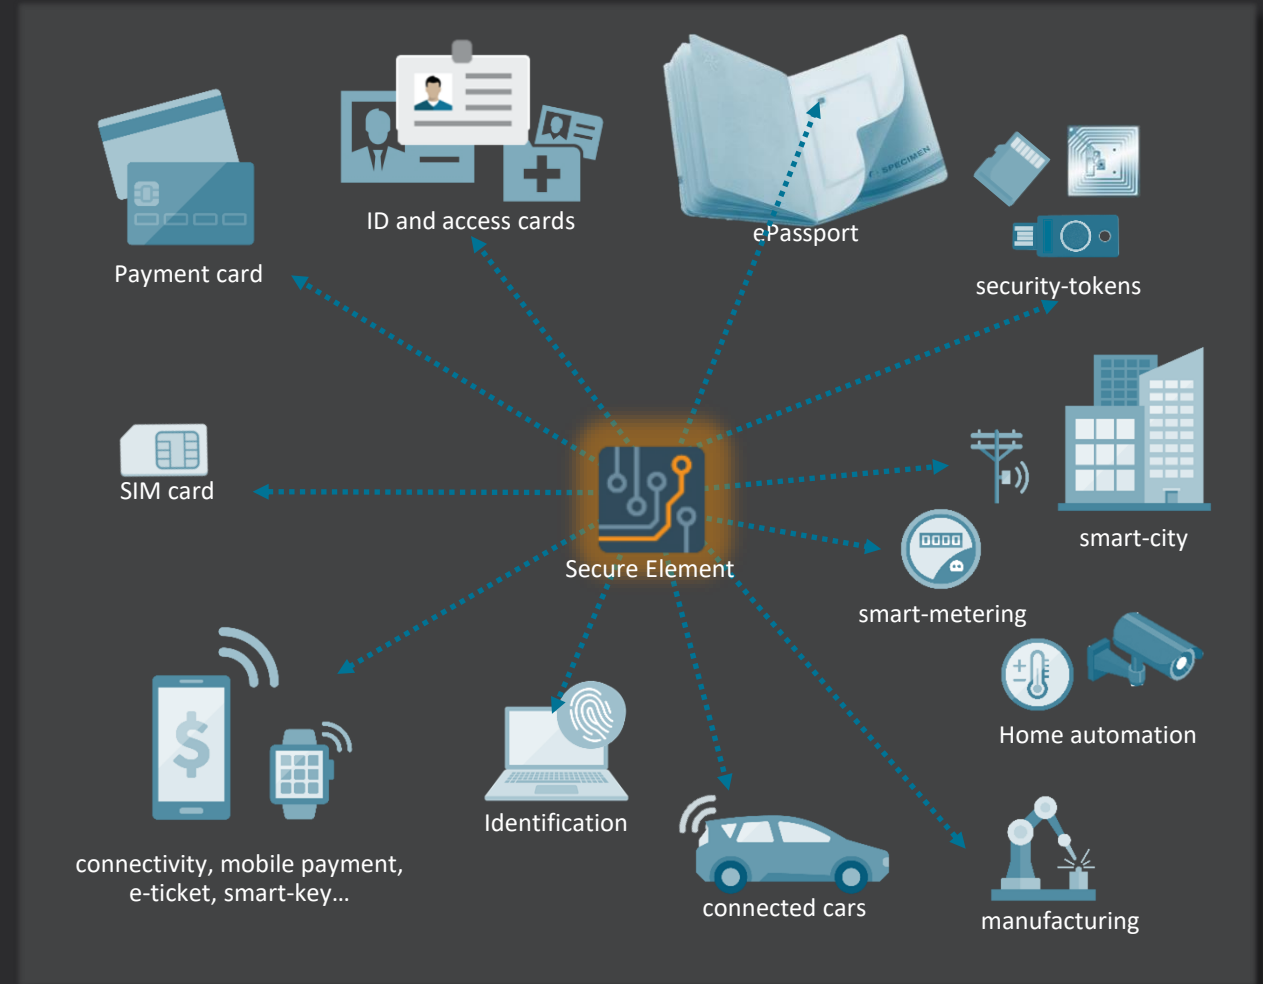 ID and access cards
ePassport
SPECIMEN
Payment card
security-tokens
SIM card
smart-city
Secure Element
smart-metering
Home automation
Identification
connectivity, mobile payment,
e-ticket, smart-key...
connected cars
manufacturing